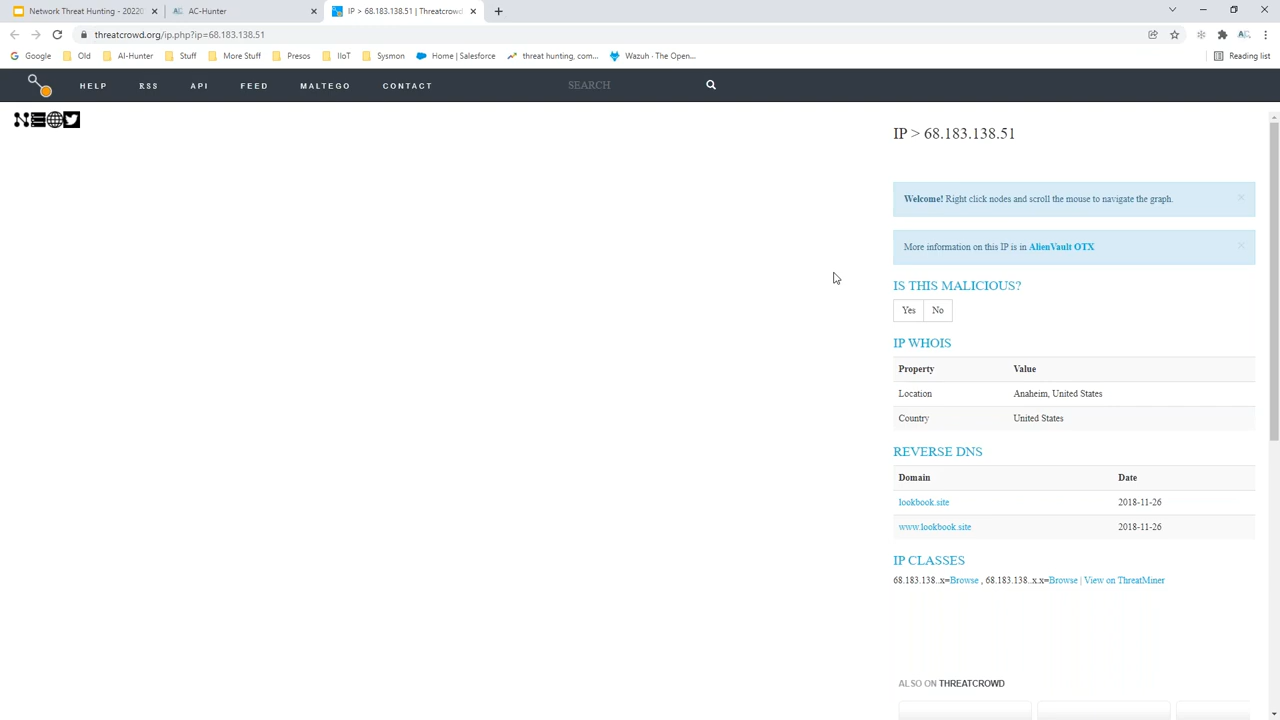 Network Threat Hunting - 20220
AC-Hunter
IP > 68.183.138.51 | Threatcrowd
threatcrowd.org/ip.php?ip=68.183.138.51
Google Old AI-Hunter Stuff More Stuff Presos IIoT Sysmon Home | Salesforce threat hunting, com... Wazuh · The Open... Reading list
HELP RSS API FEED MALTEGO CONTACT SEARCH
IP > 68.183.138.51
Welcome! Right click nodes and scroll the mouse to navigate the graph.
More information on this IP is in AlienVault OTX
IS THIS MALICIOUS?
Yes No
IP WHOIS
Property Value
Location Anaheim, United States
Country United States
REVERSE DNS
Domain Date
lookbook.site 2018-11-26
www.lookbook.site 2018-11-26
IP CLASSES
68.183.138..x=Browse , 68.183.138..x.x=Browse | View on ThreatMiner
ALSO ON THREATCROWD